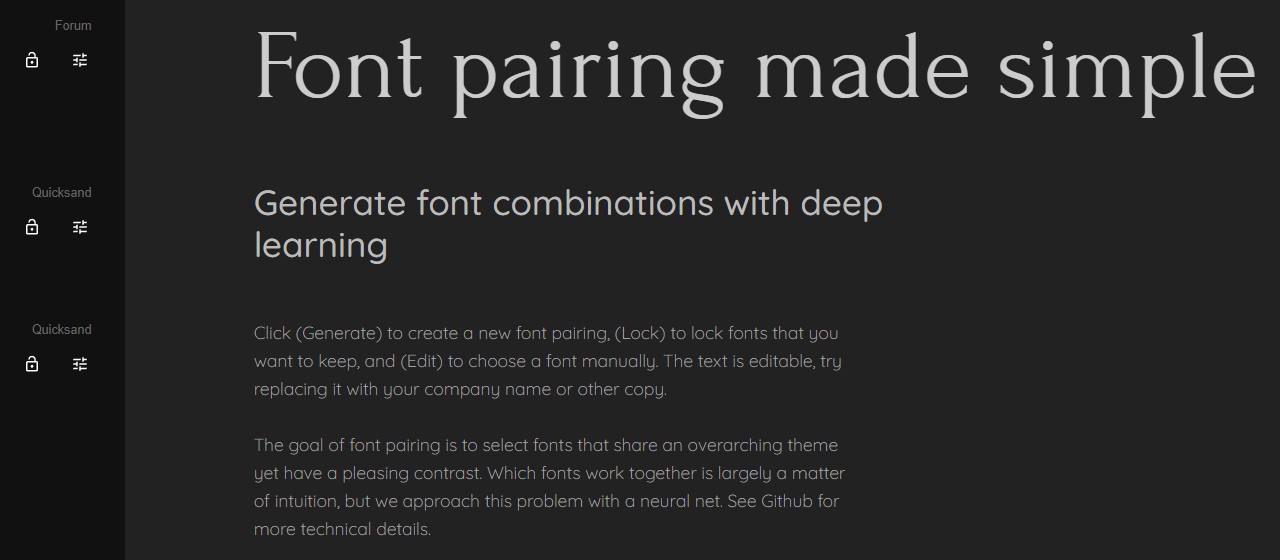 Forum
Font pairing made simple
Quicksand
Generate font combinations with deep
learning
Quicksand
Click (Generate) to create a new font pairing, (Lock) to lock fonts that you
want to keep, and (Edit) to choose a font manually. The text is editable, try
replacing it with your company name or other copy.
The goal of font pairing is to select fonts that share an overarching theme
yet have a pleasing contrast. Which fonts work together is largely a matter
of intuition, but we approach this problem with a neural net. See Github for
more technical details.